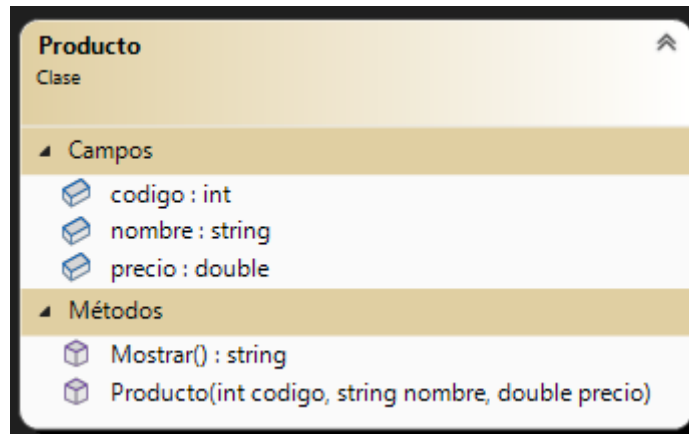 Producto
Clase
Campos
codigo : int
nombre : string
precio : double
Métodos
Mostrar() : string
Producto(int codigo, string nombre, double precio)